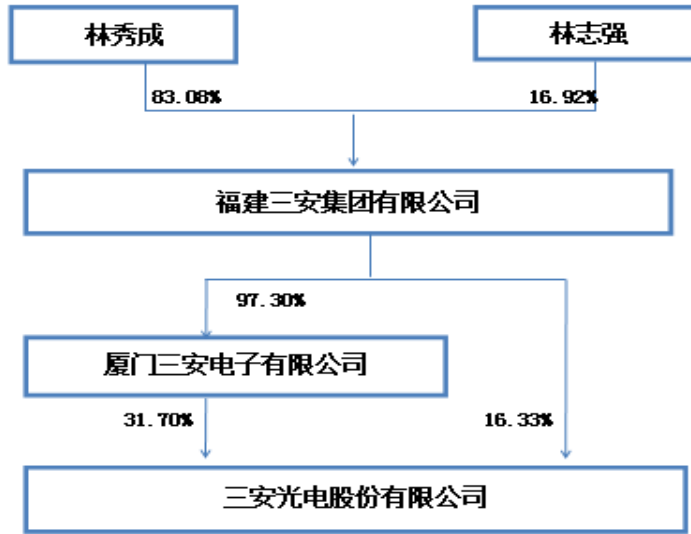 林秀成
林志强
83.08%
16.92%
福建三安集团有限公司
97.30%
厦门三安电子有限公司
31.70%
16.33%
三安光电股份有限公司